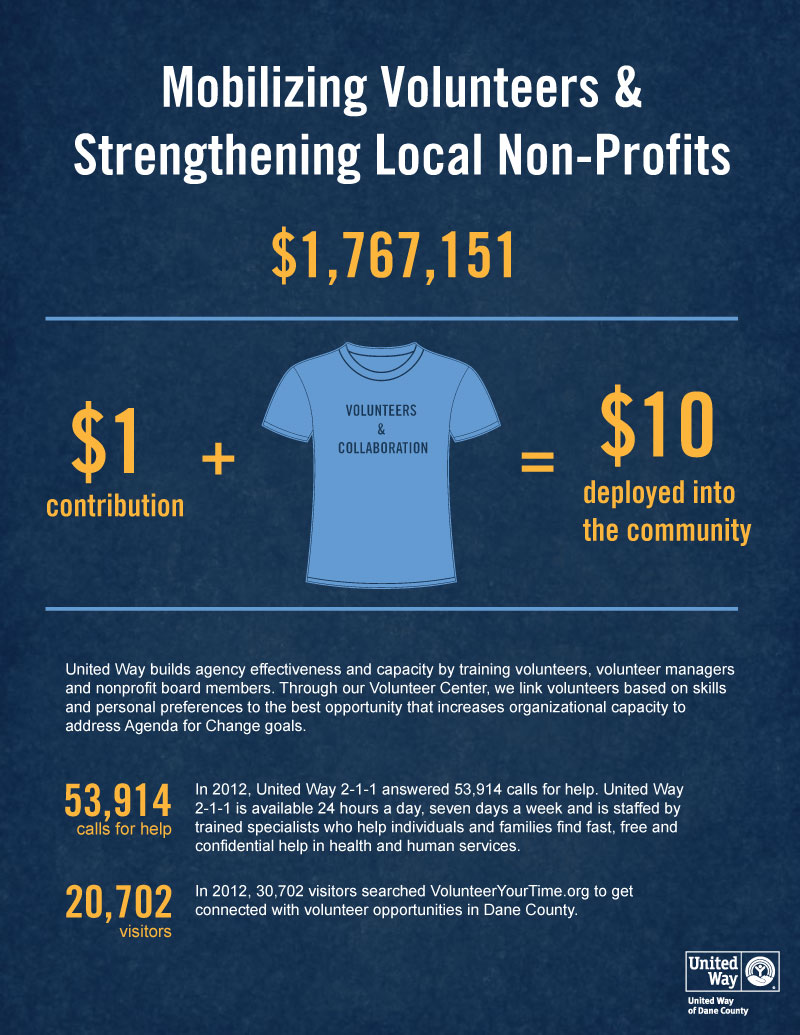 Mobilizing Volunteers &
Strengthening Local Non-Profits
$1,767,151
$1
contribution
+
VOLUNTEERS
&
COLLABORATION
=
$10
deployed into
the community
United Way builds agency effectiveness and capacity by training volunteers, volunteer managers
and nonprofit board members. Through our Volunteer Center, we link volunteers based on skills
and personal preferences to the best opportunity that increases organizational capacity to
address Agenda for Change goals.
53,914
calls for help
In 2012, United Way 2-1-1 answered 53,914 calls for help. United Way
2-1-1 is available 24 hours a day, seven days a week and is staffed by
trained specialists who help individuals and families find fast, free and
confidential help in health and human services.
20,702
visitors
In 2012, 30,702 visitors searched VolunteerYourTime.org to get
connected with volunteer opportunities in Dane County.
United
Way
®
United Way
of Dane County